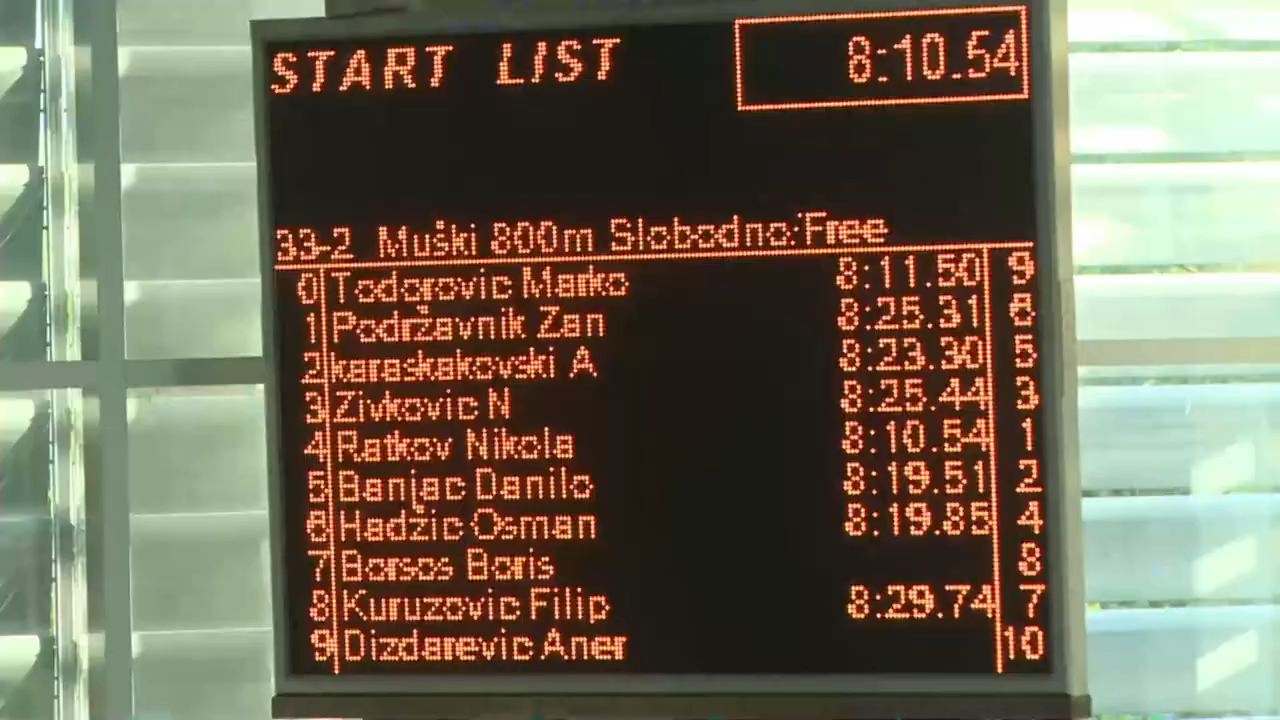 START LIST 8:10.54
33-2 Muški 800m Slobodno:Free
0 Todorovic Marko 8:11.50 9
1 Podržavnik Zan 8:25.31 6
2 karaskakovski A 8:23.30 5
3 Zivkovic N 8:25.44 3
4 Ratkov Nikola 8:10.54 1
5 Banjac Danilo 8:19.51 2
6 Hadžic Osman 8:19.85 4
7 Borsos Boris 8
8 Kuruzovic Filip 8:29.74 7
9 Dizdarevic Aner 10